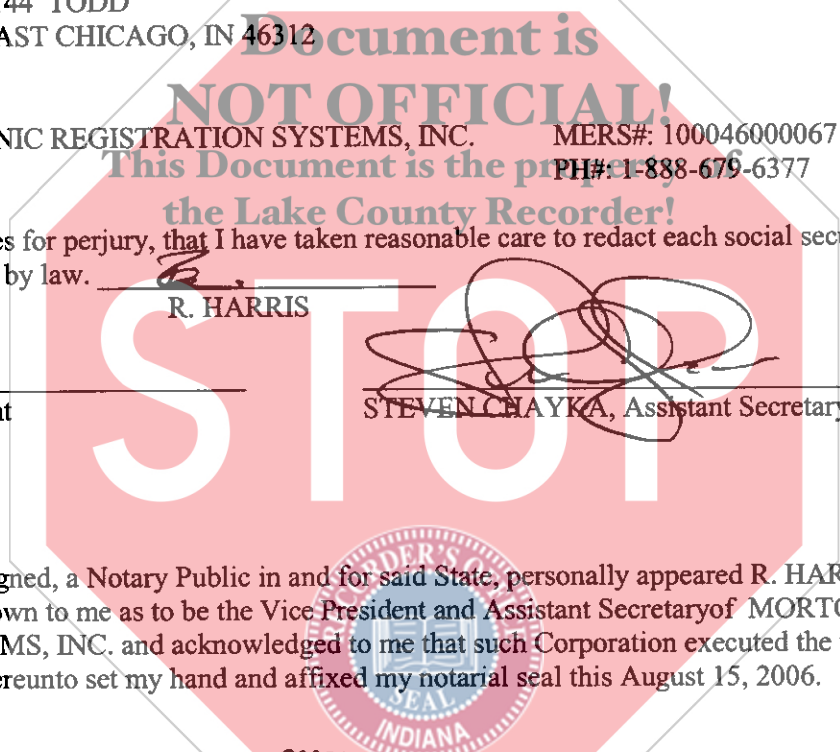 44 TODD
AST CHICAGO, IN 46312
Document is
NOT OFFICIAL!
NIC REGISTRATION SYSTEMS, INC. MERS#: 100046000067
This Document is the property of
PH#: 1-888-679-6377
the Lake County Recorder!
es for perjury, that I have taken reasonable care to redact each social secu
by law.
R. HARRIS
STOP
nt STEVEN CHAYKA, Assistant Secretary
gned, a Notary Public in and for said State, personally appeared R. HAR
own to me as to be the Vice President and Assistant Secretaryof MORTG
MS, INC. and acknowledged to me that such Corporation executed the
ereunto set my hand and affixed my notarial seal this August 15, 2006.
RECORDER'S
SEAL
INDIANA